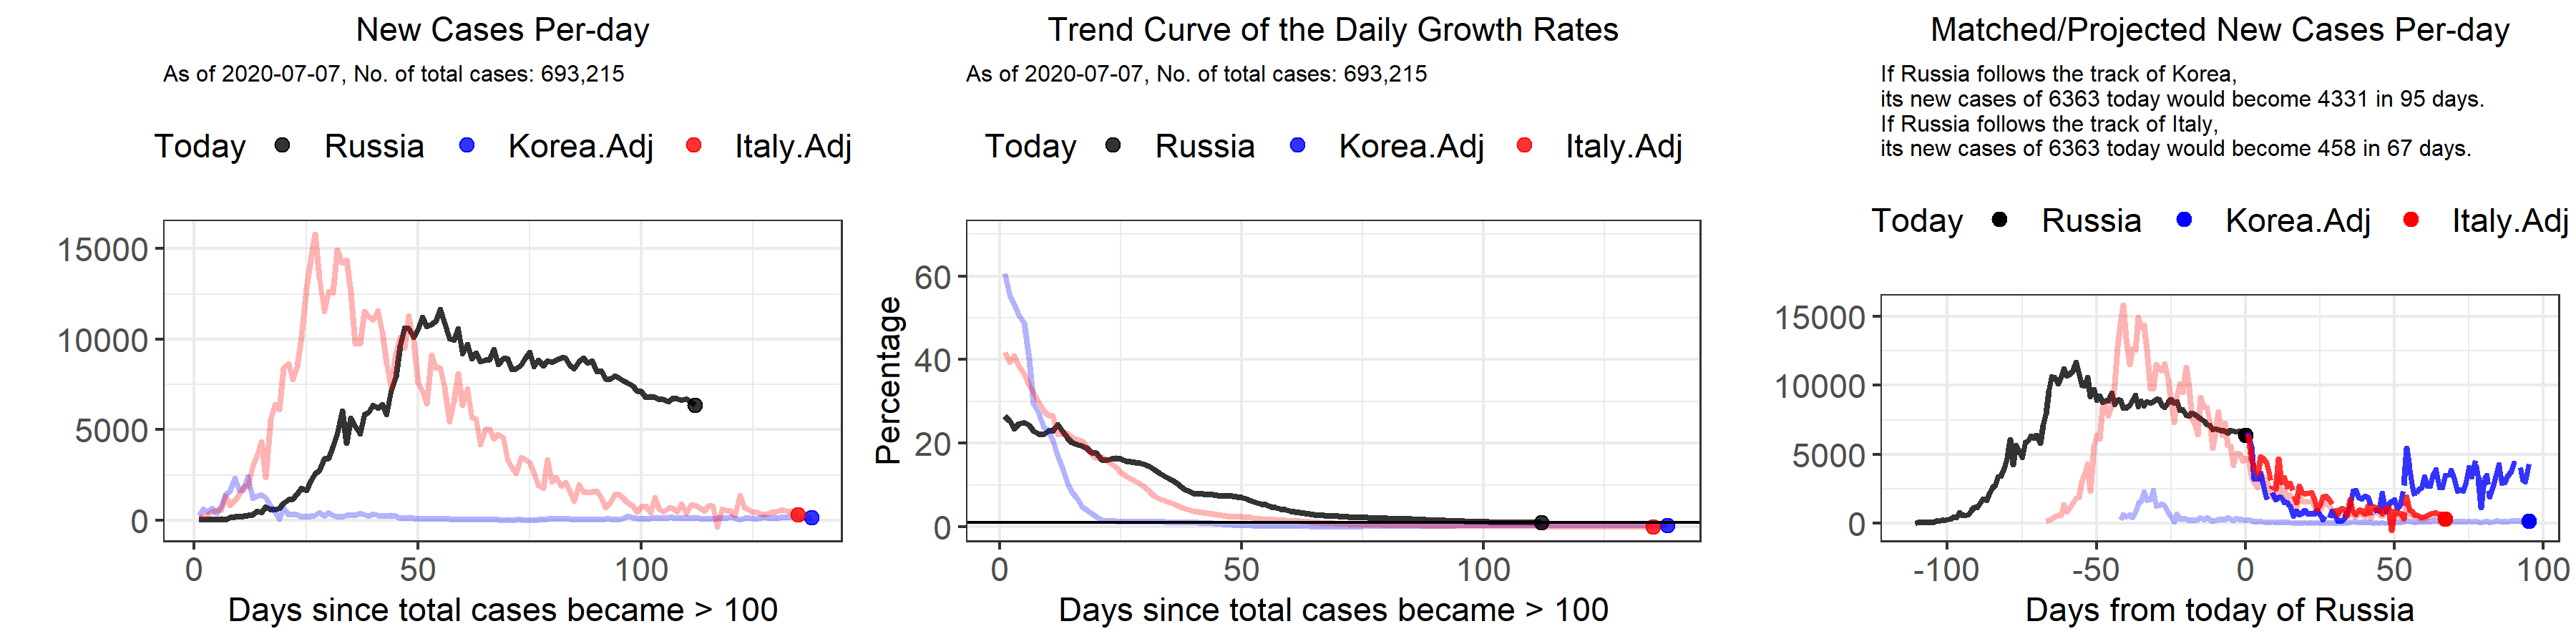 New Cases Per-day
As of 2020-07-07, No. of total cases: 693,215
Today Russia Korea.Adj Italy.Adj
15000
10000
5000
0
0 50 100
Days since total cases became > 100
Trend Curve of the Daily Growth Rates
As of 2020-07-07, No. of total cases: 693,215
Today Russia Korea.Adj Italy.Adj
Percentage
60
40
20
0
0 50 100
Days since total cases became > 100
Matched/Projected New Cases Per-day
If Russia follows the track of Korea,
its new cases of 6363 today would become 4331 in 95 days.
If Russia follows the track of Italy,
its new cases of 6363 today would become 458 in 67 days.
Today Russia Korea.Adj Italy.Adj
15000
10000
5000
0
-100 -50 0 50 100
Days from today of Russia